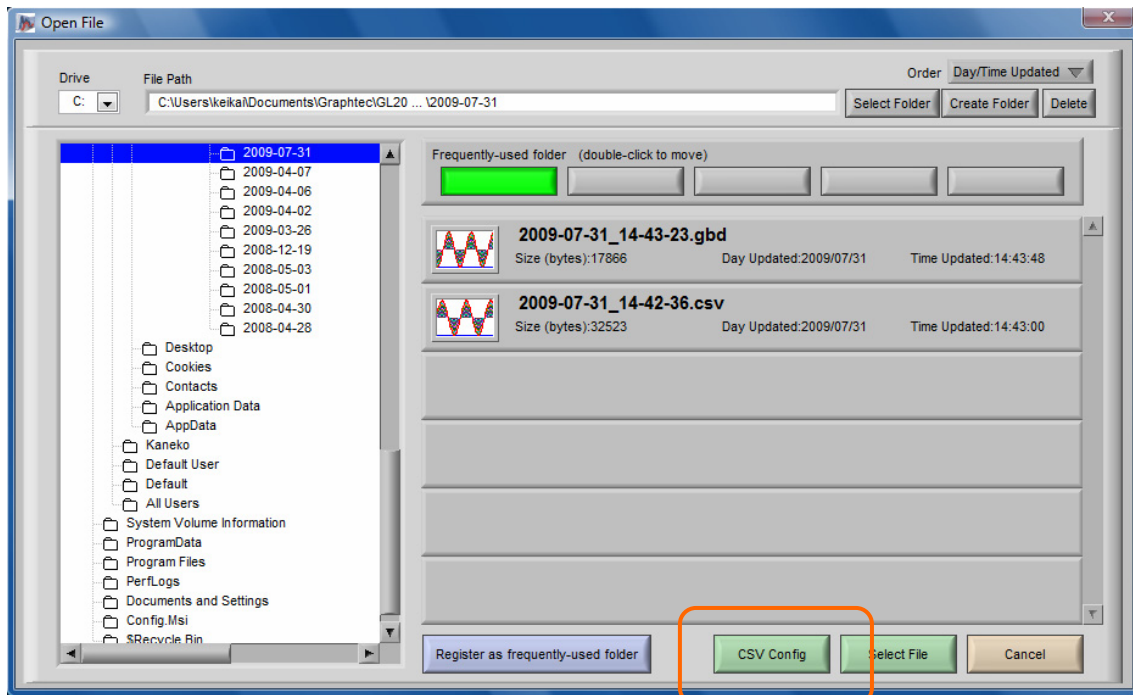 Open File
X
Drive
File Path
Order
Day/Time Updated
C:
C:\Users\keikai\Documents\Graphtec\GL20 ... \2009-07-31
Select Folder
Create Folder
Delete
2009-07-31
2009-04-07
2009-04-06
2009-04-02
2009-03-26
2008-12-19
2008-05-03
2008-05-01
2008-04-30
2008-04-28
Desktop
Cookies
Contacts
Application Data
AppData
Kaneko
Default User
Default
All Users
System Volume Information
ProgramData
Program Files
PerfLogs
Documents and Settings
Config.Msi
$Recycle.Bin
Frequently-used folder (double-click to move)
2009-07-31_14-43-23.gbd
Size (bytes):17866 Day Updated:2009/07/31 Time Updated:14:43:48
2009-07-31_14-42-36.csv
Size (bytes):32523 Day Updated:2009/07/31 Time Updated:14:43:00
Register as frequently-used folder
CSV Config
Select File
Cancel